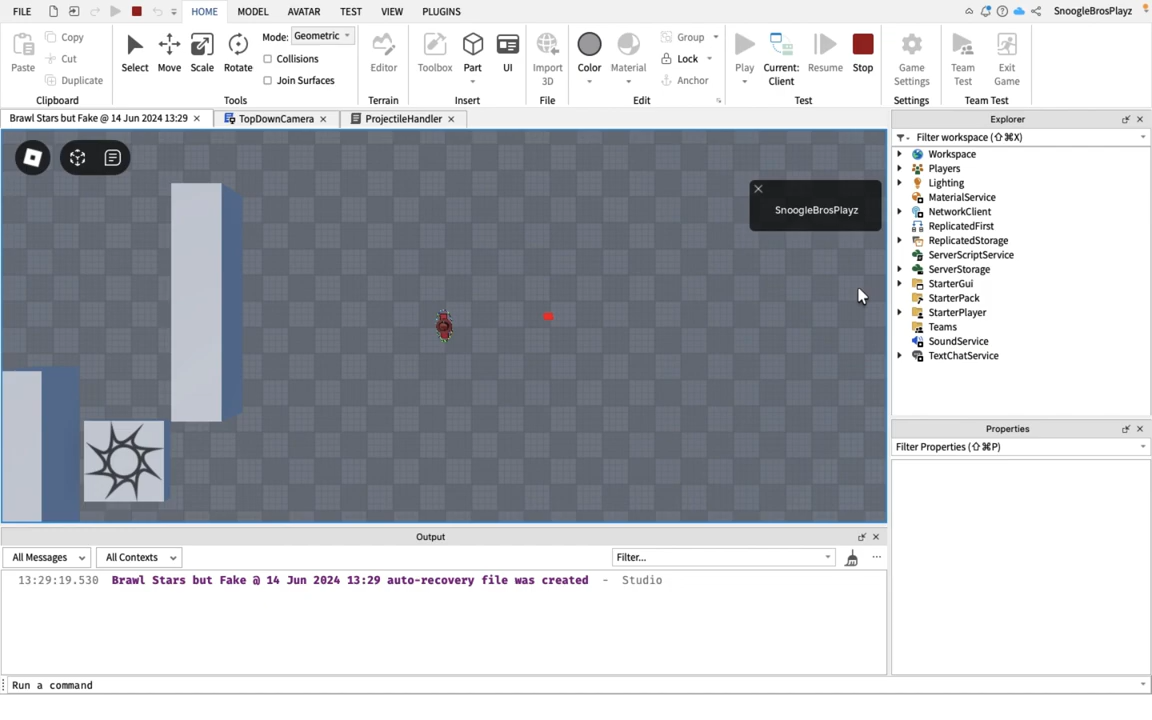 FILE HOME MODEL AVATAR TEST VIEW PLUGINS SnoogleBrosPlayz
Paste Copy Cut Duplicate Select Move Scale Rotate Mode: Geometric Collisions Join Surfaces Editor Toolbox Part UI Import 3D Color Material Group Lock Anchor Play Current: Client Resume Stop Game Settings Team Test Exit Game
Clipboard Tools Terrain Insert File Edit Test Settings Team Test
Brawl Stars but Fake @ 14 Jun 2024 13:29 TopDownCamera ProjectileHandler
SnoogleBrosPlayz
Explorer
Filter workspace (⇧⌘X)
Workspace
Players
Lighting
MaterialService
NetworkClient
ReplicatedFirst
ReplicatedStorage
ServerScriptService
ServerStorage
StarterGui
StarterPack
StarterPlayer
Teams
SoundService
TextChatService
Properties
Filter Properties (⇧⌘P)
Output
All Messages All Contexts Filter... ...
13:29:19.530 Brawl Stars but Fake @ 14 Jun 2024 13:29 auto-recovery file was created - Studio
Run a command